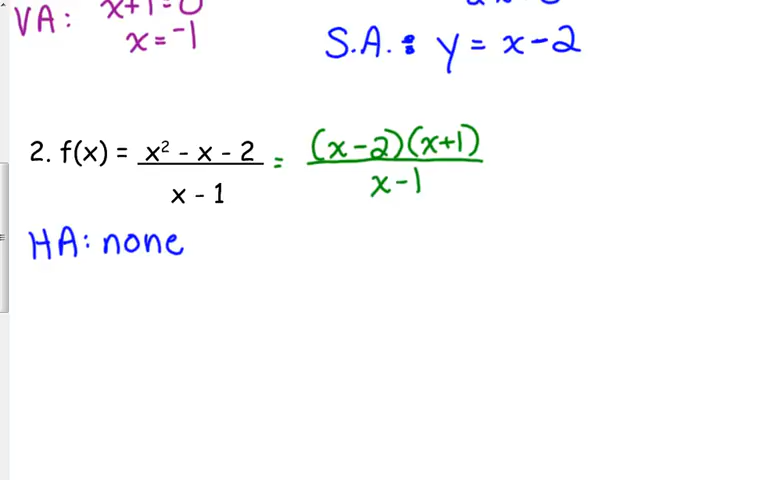 VA: x+1=0
x = -1
S.A.: y = x-2
2. f(x) = x² - x - 2 = (x-2)(x+1)
x - 1 x-1
HA: none